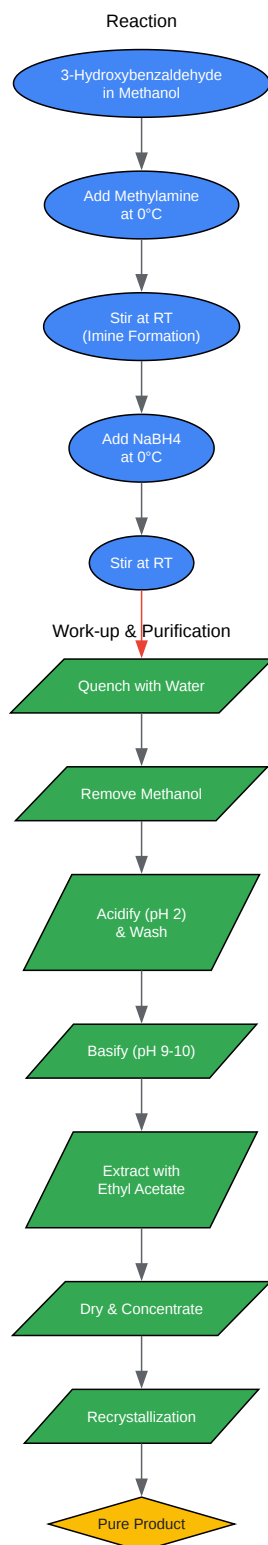 Reaction
3-Hydroxybenzaldehyde
in Methanol
Add Methylamine
at 0°C
Stir at RT
(Imine Formation)
Add NaBH4
at 0°C
Stir at RT
Work-up & Purification
Quench with Water
Remove Methanol
Acidify (pH 2)
& Wash
Basify (pH 9-10)
Extract with
Ethyl Acetate
Dry & Concentrate
Recrystallization
Pure Product